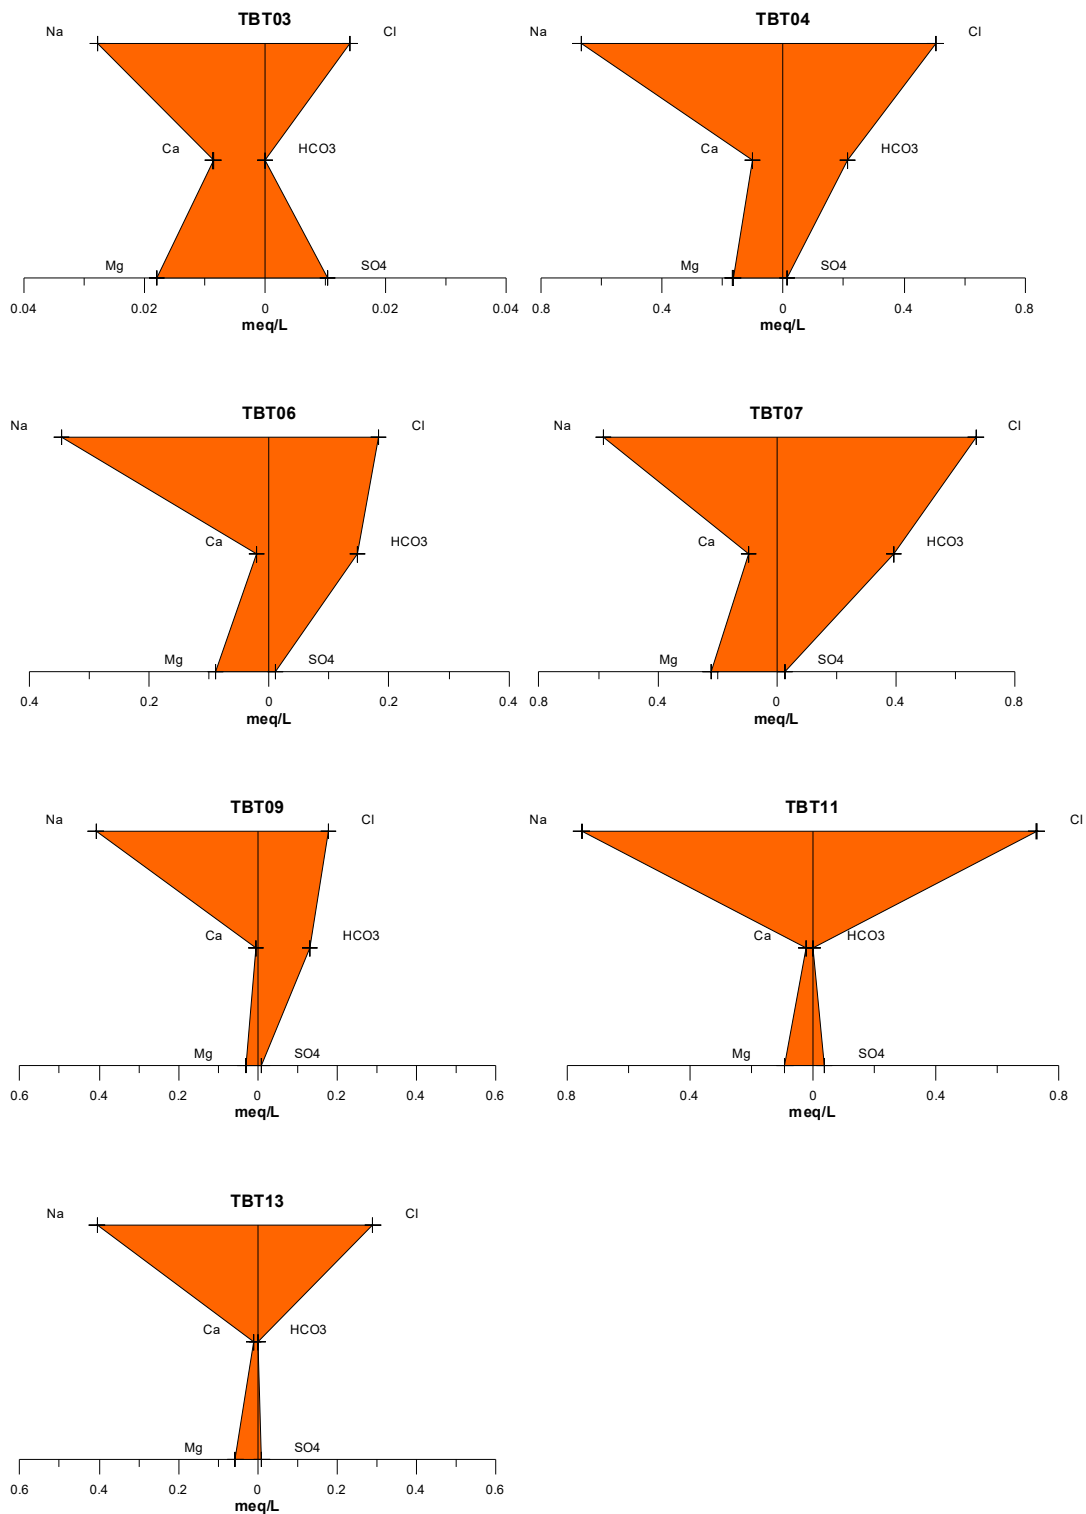 TBT03
Na Cl
Ca HCO3
Mg SO4
0.04 0.02 0 0.02 0.04
meq/L
TBT04
Na Cl
Ca HCO3
Mg SO4
0.8 0.4 0 0.4 0.8
meq/L
TBT06
Na Cl
Ca HCO3
Mg SO4
0.4 0.2 0 0.2 0.4
meq/L
TBT07
Na Cl
Ca HCO3
Mg SO4
0.8 0.4 0 0.4 0.8
meq/L
TBT09
Na Cl
Ca HCO3
Mg SO4
0.6 0.4 0.2 0 0.2 0.4 0.6
meq/L
TBT11
Na Cl
Ca HCO3
Mg SO4
0.8 0.4 0 0.4 0.8
meq/L
TBT13
Na Cl
Ca HCO3
Mg SO4
0.6 0.4 0.2 0 0.2 0.4 0.6
meq/L